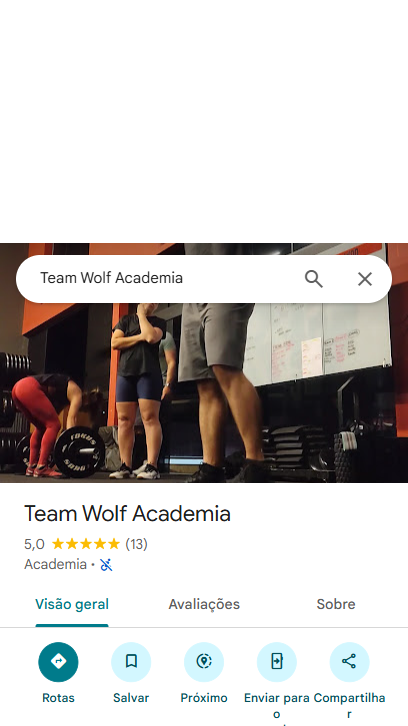 Team Wolf Academia
Team Wolf Academia
5,0 (13)
Academia ·
Visão geral
Avaliações
Sobre
Rotas
Salvar
Próximo
Enviar para o
Compartilhar